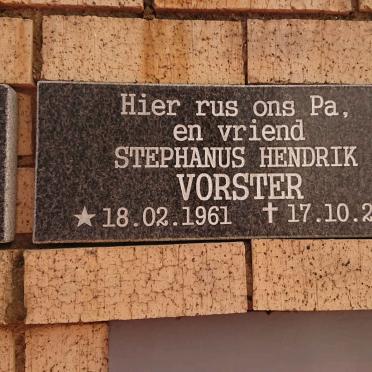 Hier rus ons Pa,
en vriend
STEPHANUS HENDRIK
VORSTER
★ 18.02.1961 ✝ 17.10.2